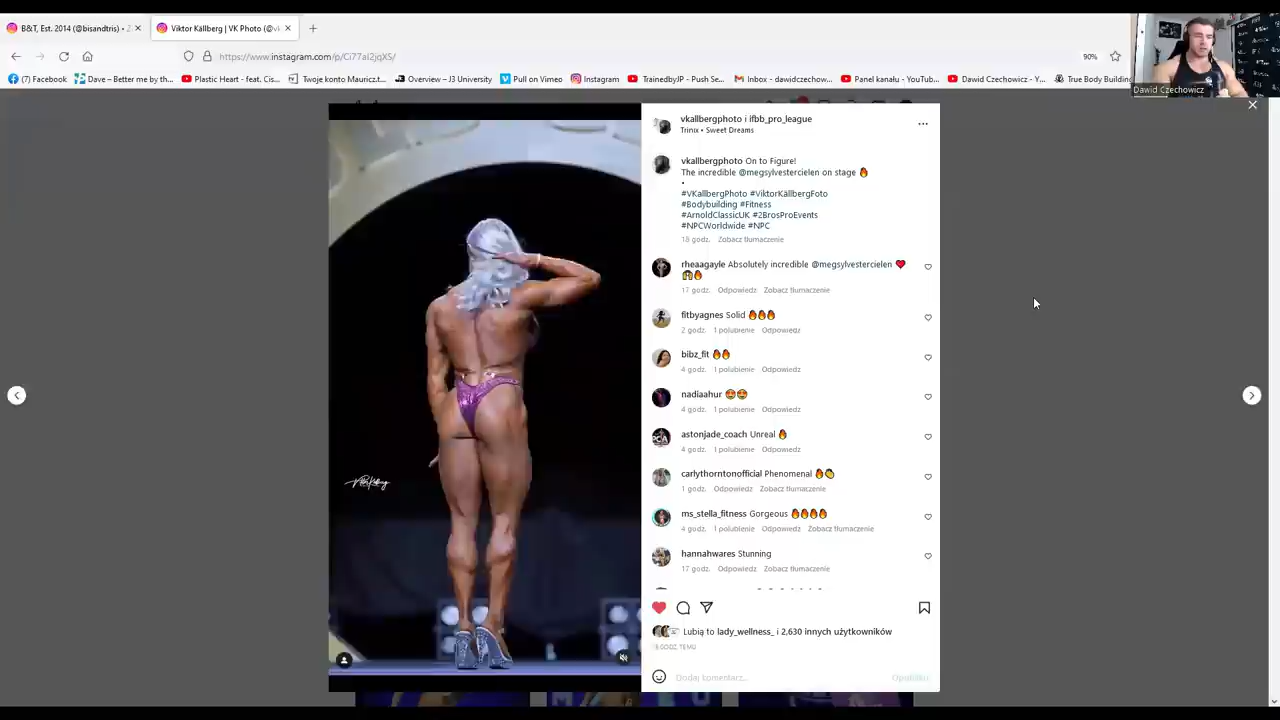 B&T, Est. 2014 (@bisandtris) •
Viktor Källberg | VK Photo (@vk
https://www.instagram.com/p/Ci77aI2jqXS/
90%
(7) Facebook
Dave – Better me by th...
Plastic Heart - feat. Cis...
Twoje konto Mauricz.t...
Overview – J3 University
Pull on Vimeo
Instagram
TrainedbyJP - Push Se...
Inbox - dawidczechow...
Panel kanału - YouTub...
Dawid Czechowicz - Y...
True Body Building
Dawid Czechowicz
vkallbergphoto i ifbb_pro_league
Trinix • Sweet Dreams
vkallbergphoto On to Figure!
The incredible @megsylvestercielen on stage 🔥
•
#VKallbergPhoto #ViktorKällbergFoto
#Bodybuilding #Fitness
#ArnoldClassicUK #2BrosProEvents
#NPCWorldwide #NPC
18 godz. Zobacz tłumaczenie
rheaagayle Absolutely incredible @megsylvestercielen ❤️
🔥
17 godz. Odpowiedz Zobacz tłumaczenie
fitbyagnes Solid 🔥🔥🔥
2 godz. 1 polubienie Odpowiedz
bibz_fit 🔥🔥
4 godz. 1 polubienie Odpowiedz
nadiaahur 😍😍
4 godz. 1 polubienie Odpowiedz
astonjade_coach Unreal 🔥
4 godz. 1 polubienie Odpowiedz
carlythorntonofficial Phenomenal 🔥👏
1 godz. Odpowiedz Zobacz tłumaczenie
ms_stella_fitness Gorgeous 🔥🔥🔥🔥
4 godz. 1 polubienie Odpowiedz Zobacz tłumaczenie
hannahwares Stunning
17 godz. Odpowiedz Zobacz tłumaczenie
Lubią to lady_wellness_ i 2,630 innych użytkowników
GODZ. TEMU
Dodaj komentarz...
Opublikuj